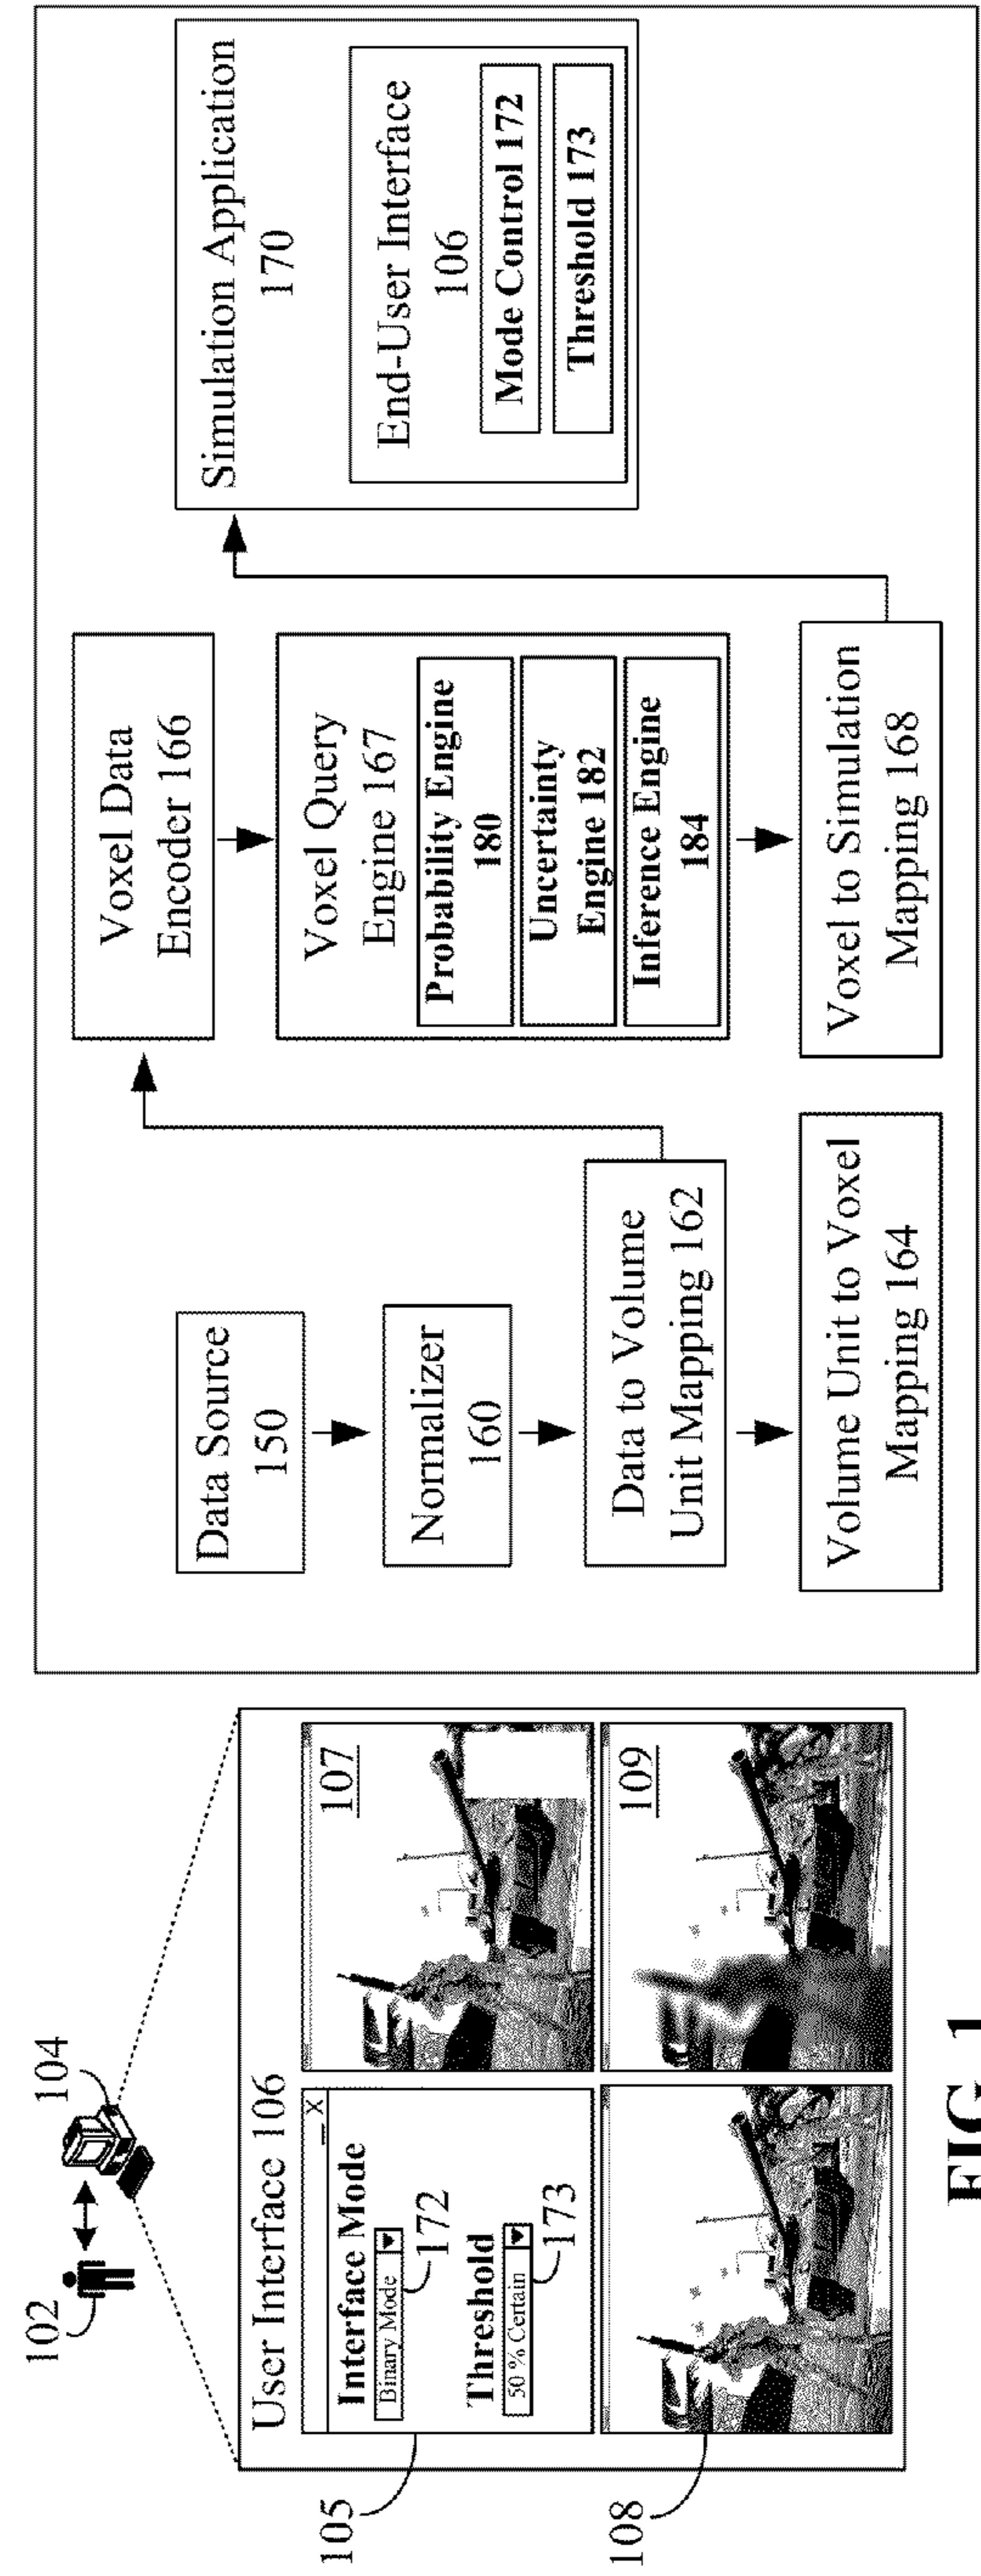 102
104
User Interface 106
_ X
Interface Mode
Binary Mode
172
Threshold
50 % Certain
173
105
107
108
109
Data Source
150
Normalizer
160
Data to Volume
Unit Mapping 162
Volume Unit to Voxel
Mapping 164
Voxel Data
Encoder 166
Voxel Query
Engine 167
Probability Engine
180
Uncertainty
Engine 182
Inference Engine
184
Voxel to Simulation
Mapping 168
Simulation Application
170
End-User Interface
106
Mode Control 172
Threshold 173
FIG. 1